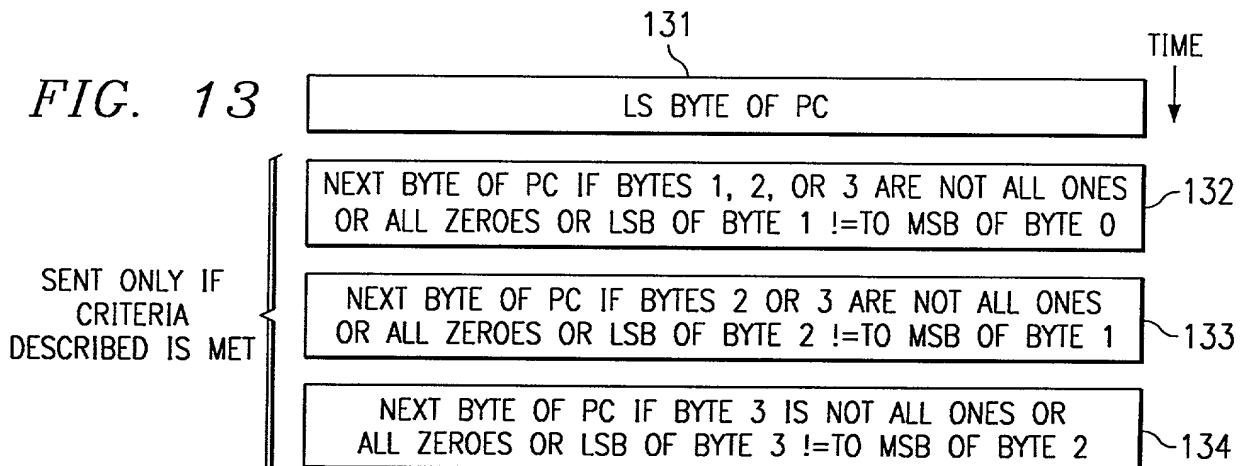 131
TIME
FIG. 13
LS BYTE OF PC
NEXT BYTE OF PC IF BYTES 1, 2, OR 3 ARE NOT ALL ONES
OR ALL ZEROES OR LSB OF BYTE 1 !=TO MSB OF BYTE 0
132
SENT ONLY IF
CRITERIA
DESCRIBED IS MET
NEXT BYTE OF PC IF BYTES 2 OR 3 ARE NOT ALL ONES
OR ALL ZEROES OR LSB OF BYTE 2 !=TO MSB OF BYTE 1
133
NEXT BYTE OF PC IF BYTE 3 IS NOT ALL ONES OR
ALL ZEROES OR LSB OF BYTE 3 !=TO MSB OF BYTE 2
134